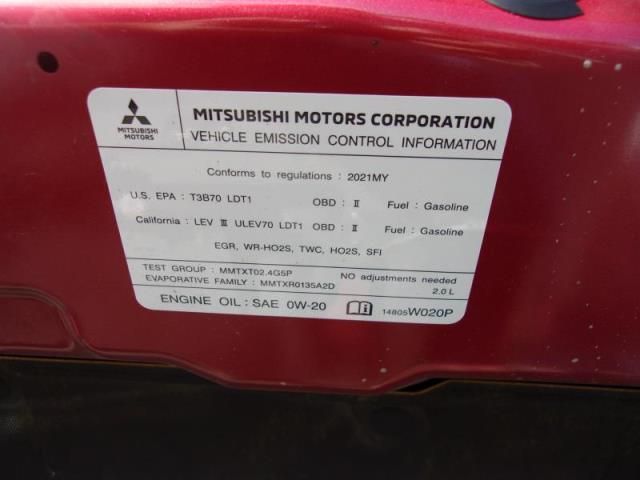 MITSUBISHI MOTORS
MITSUBISHI MOTORS CORPORATION
VEHICLE EMISSION CONTROL INFORMATION
Conforms to regulations : 2021MY
U.S. EPA : T3B70 LDT1 OBD : II Fuel : Gasoline
California : LEV III ULEV70 LDT1 OBD : II Fuel : Gasoline
EGR, WR-HO2S, TWC, HO2S, SFI
TEST GROUP : MMTXT02.4G5P NO adjustments needed
EVAPORATIVE FAMILY : MMTXR0135A2D 2.0 L
ENGINE OIL : SAE 0W-20 14805W020P